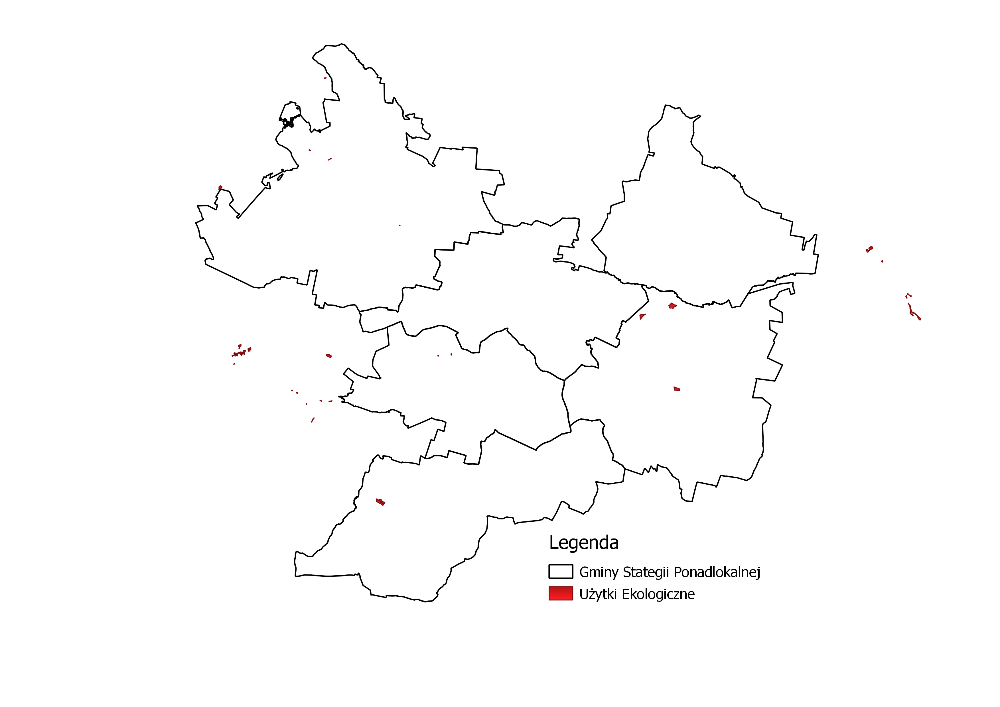 Legenda
Gminy Stategii Ponadlokalnej
Użytki Ekologiczne